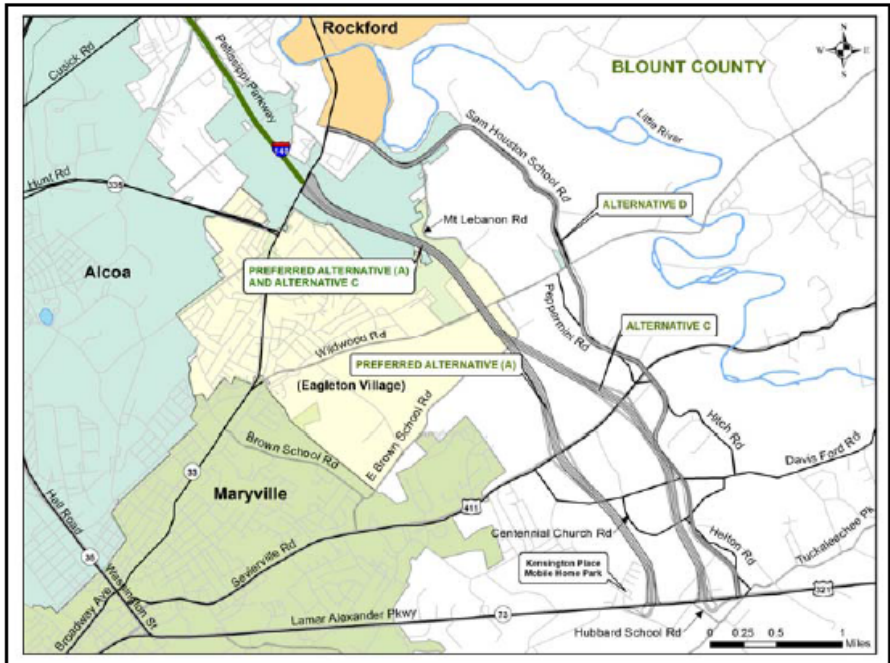 Rockford
Cusick Rd
Pellissippi Parkway
N
W E
S
BLOUNT COUNTY
Little River
Sam Houston School Rd
140
Hunt Rd
335
ALTERNATIVE D
Mt Lebanon Rd
Alcoa
PREFERRED ALTERNATIVE (A)
AND ALTERNATIVE C
Peppermint Rd
ALTERNATIVE C
Wildwood Rd
PREFERRED ALTERNATIVE (A)
(Eagleton Village)
E Brown School Rd
Hitch Rd
Brown School Rd
Davis Ford Rd
33
Maryville
411
Hall Road
Centennial Church Rd
Helton Rd
Tuckaleechee Pk
Sevierville Rd
35
Kensington Place
Mobile Home Park
Washington St
321
Broadway Ave
Lamar Alexander Pkwy
73
Hubbard School Rd
0 0.25 0.5 1
Miles